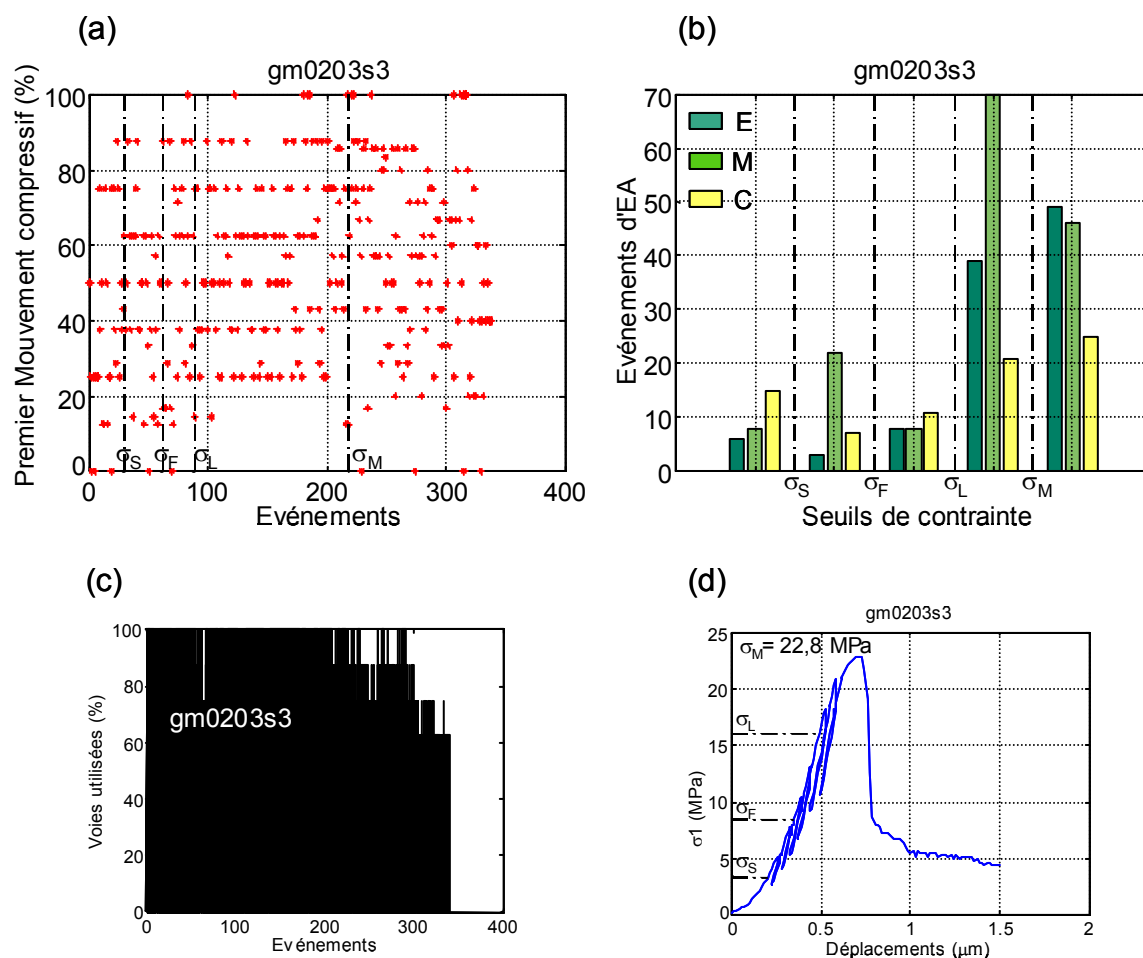 (a)
gm0203s3
Premier Mouvement compressif (%)
100
80
60
40
20
0
σS
σF
σL
σM
0
100
200
300
400
Evénements
(b)
gm0203s3
E
M
C
Evénements d'EA
70
60
50
40
30
20
10
0
σS
σF
σL
σM
Seuils de contrainte
(c)
gm0203s3
Voies utilisées (%)
100
80
60
40
20
0
0
100
200
300
400
Evénements
(d)
gm0203s3
σM= 22,8 MPa
σL
σF
σS
σ1 (MPa)
25
20
15
10
5
0
0
0.5
1
1.5
2
Déplacements (μm)